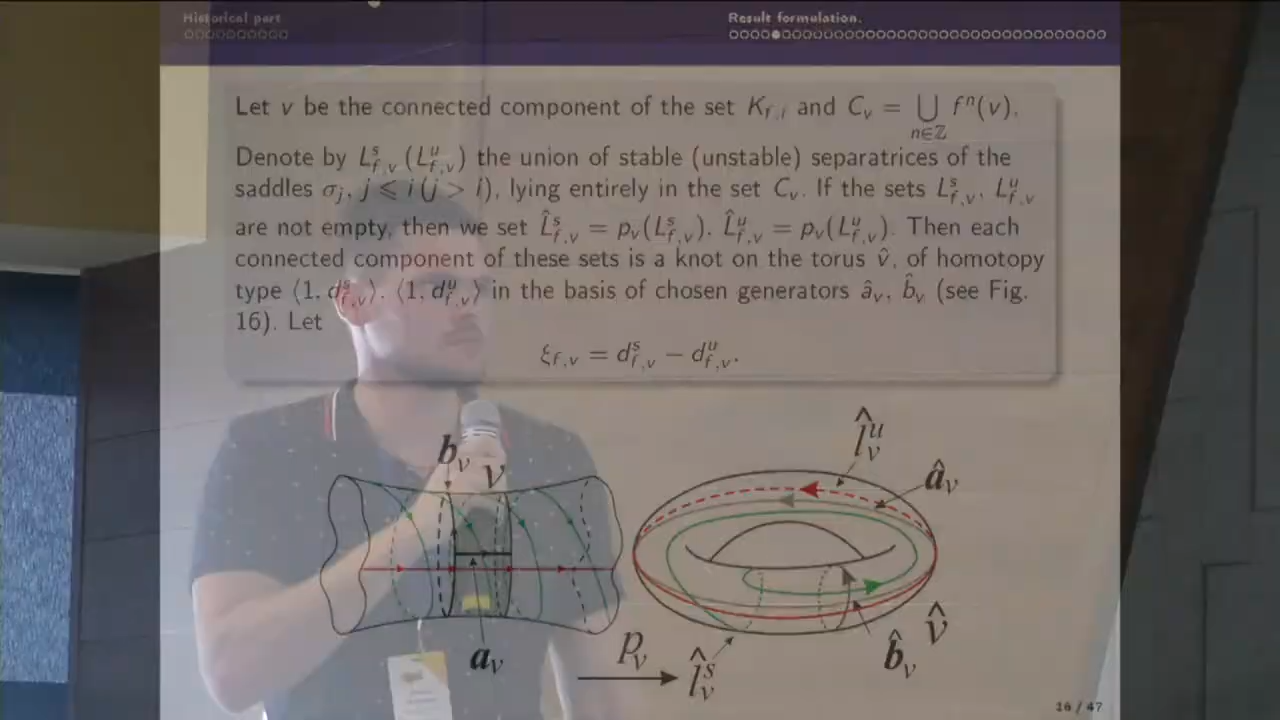 Historical part
Result formulation.
Let v be the connected component of the set K_{f,i} and C_v = ⋃_{n∈ℤ} f^n(v).
Denote by L^s_{f,v} (L^u_{f,v}) the union of stable (unstable) separatrices of the
saddles σ_j, j ⩽ i (j > i), lying entirely in the set C_v. If the sets L^s_{f,v}, L^u_{f,v}
are not empty, then we set L̂^s_{f,v} = p_v(L^s_{f,v}), L̂^u_{f,v} = p_v(L^u_{f,v}). Then each
connected component of these sets is a knot on the torus v̂, of homotopy
type ⟨1, d^s_{f,v}⟩, ⟨1, d^u_{f,v}⟩ in the basis of chosen generators â_v, b̂_v (see Fig.
16). Let
ξ_{f,v} = d^s_{f,v} − d^u_{f,v}.
b_v
v
a_v
p_v
l̂^u_v
â_v
l̂^s_v
b̂_v
v̂
16 / 47